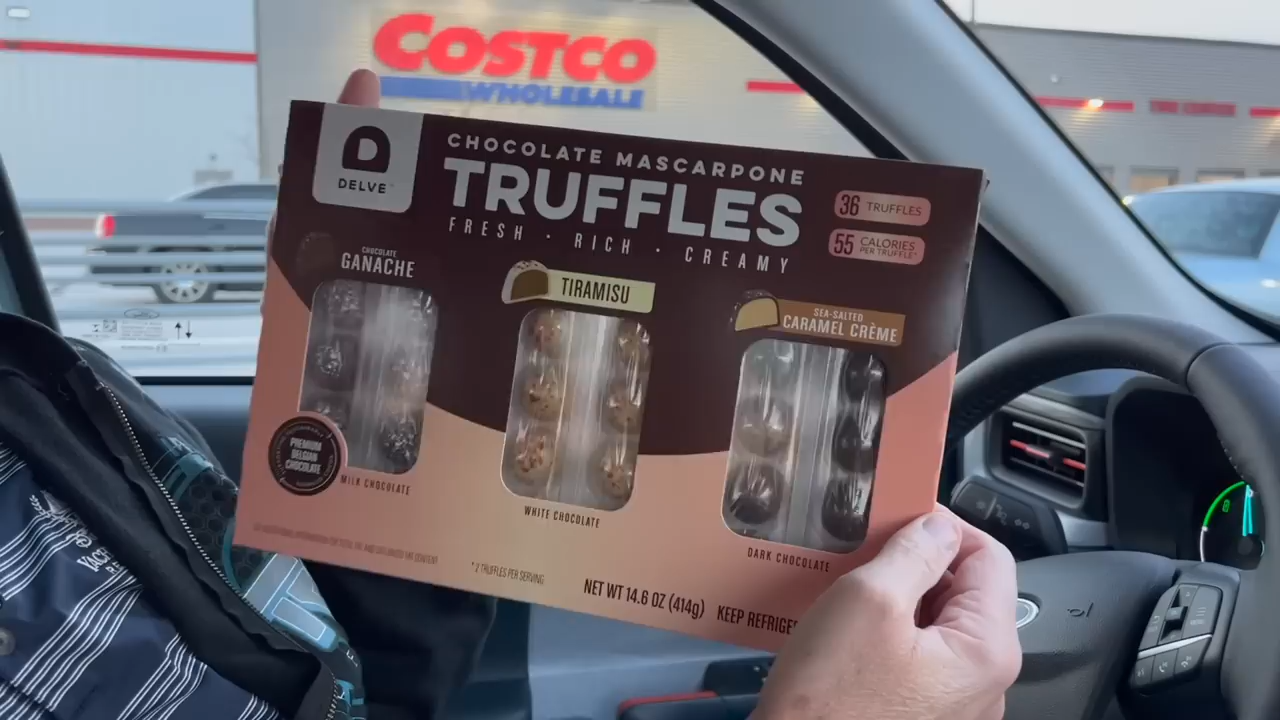 COSTCO
WHOLESALE
DELVE
CHOCOLATE MASCARPONE
TRUFFLES
FRESH · RICH · CREAMY
36 TRUFFLES
55 CALORIES
PER TRUFFLE*
CHOCOLATE
GANACHE
TIRAMISU
SEA-SALTED
CARAMEL CRÈME
PREMIUM
BELGIAN
CHOCOLATE
MILK CHOCOLATE
WHITE CHOCOLATE
DARK CHOCOLATE
* 2 TRUFFLES PER SERVING
NET WT 14.6 OZ (414g)
KEEP
YACHT